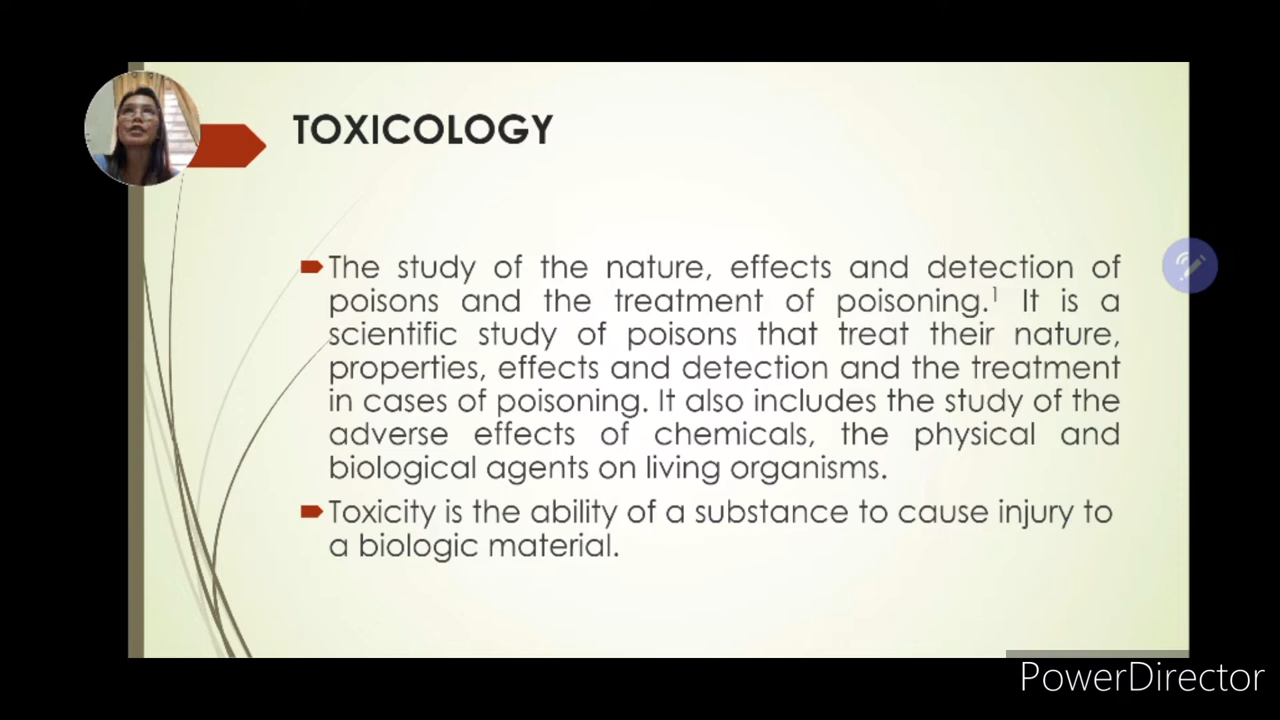 TOXICOLOGY
The study of the nature, effects and detection of
poisons and the treatment of poisoning.¹ It is a
scientific study of poisons that treat their nature,
properties, effects and detection and the treatment
in cases of poisoning. It also includes the study of the
adverse effects of chemicals, the physical and
biological agents on living organisms.
Toxicity is the ability of a substance to cause injury to
a biologic material.
PowerDirector